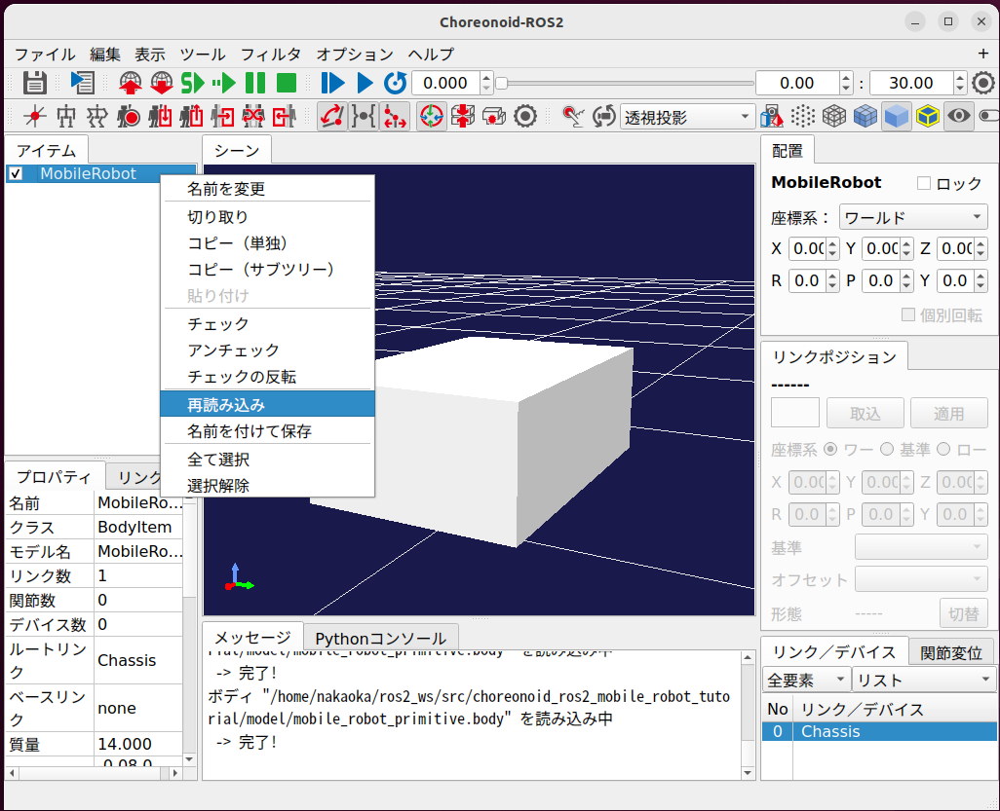 Choreonoid-ROS2
ファイル 編集 表示 ツール フィルタ オプション ヘルプ
0.000
0.00 : 30.00
透視投影
アイテム
MobileRobot
名前を変更
切り取り
コピー（単独）
コピー（サブツリー）
貼り付け
チェック
アンチェック
チェックの反転
再読み込み
名前を付けて保存
全て選択
選択解除
プロパティ リンク
名前 MobileRo...
クラス BodyItem
モデル名 MobileRo...
リンク数 1
関節数 0
デバイス数 0
ルートリンク Chassis
ベースリンク none
質量 14.000
シーン
メッセージ Pythonコンソール
rial/model/mobile_robot_primitive.body" を読み込み中
-> 完了!
ボディ "/home/nakaoka/ros2_ws/src/choreonoid_ros2_mobile_robot_tuto
rial/model/mobile_robot_primitive.body" を読み込み中
-> 完了!
配置
MobileRobot ロック
座標系： ワールド
X 0.00 Y 0.00 Z 0.00
R 0.0 P 0.0 Y 0.0
個別回転
リンクポジション
------
取込 適用
座標系 ワー 基準 ロー
X 0.00 Y 0.00 Z 0.00
R 0.0 P 0.0 Y 0.0
基準
オフセット
形態 ----- 切替
リンク／デバイス 関節変位
全要素 リスト
No リンク／デバイス
0 Chassis